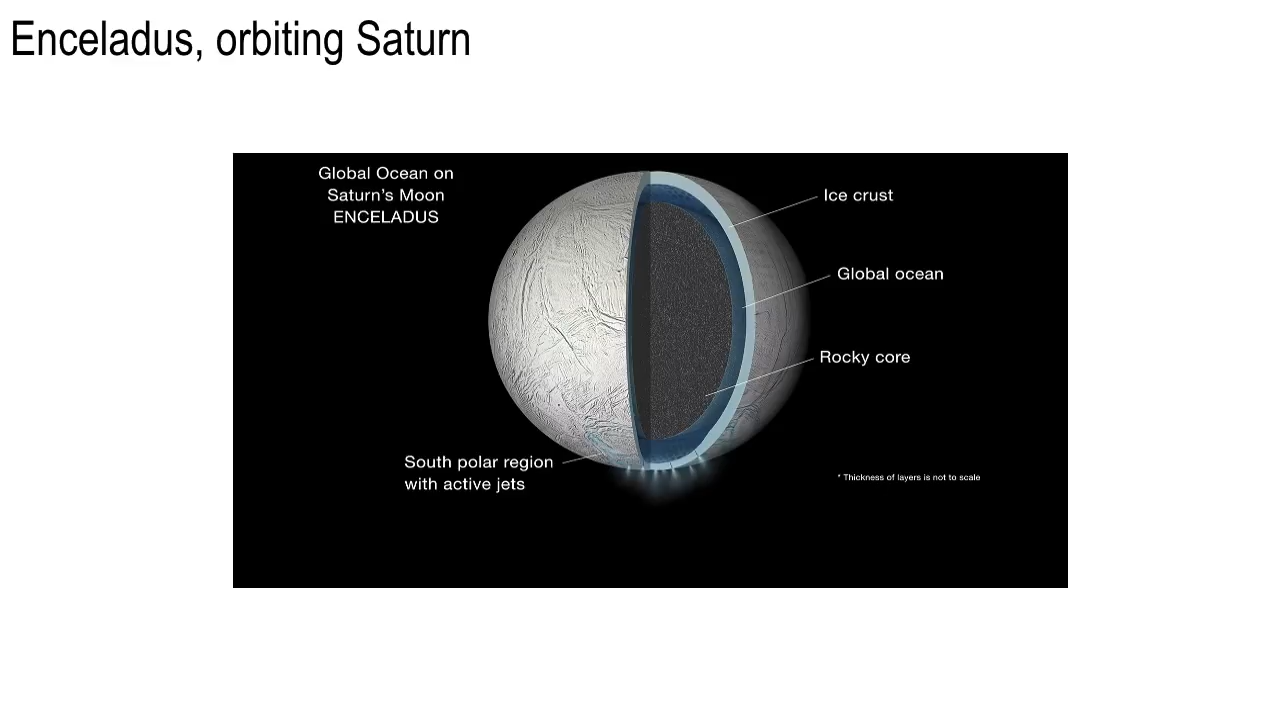 Enceladus, orbiting Saturn
Global Ocean on
Saturn's Moon
ENCELADUS
Ice crust
Global ocean
Rocky core
South polar region
with active jets
* Thickness of layers is not to scale